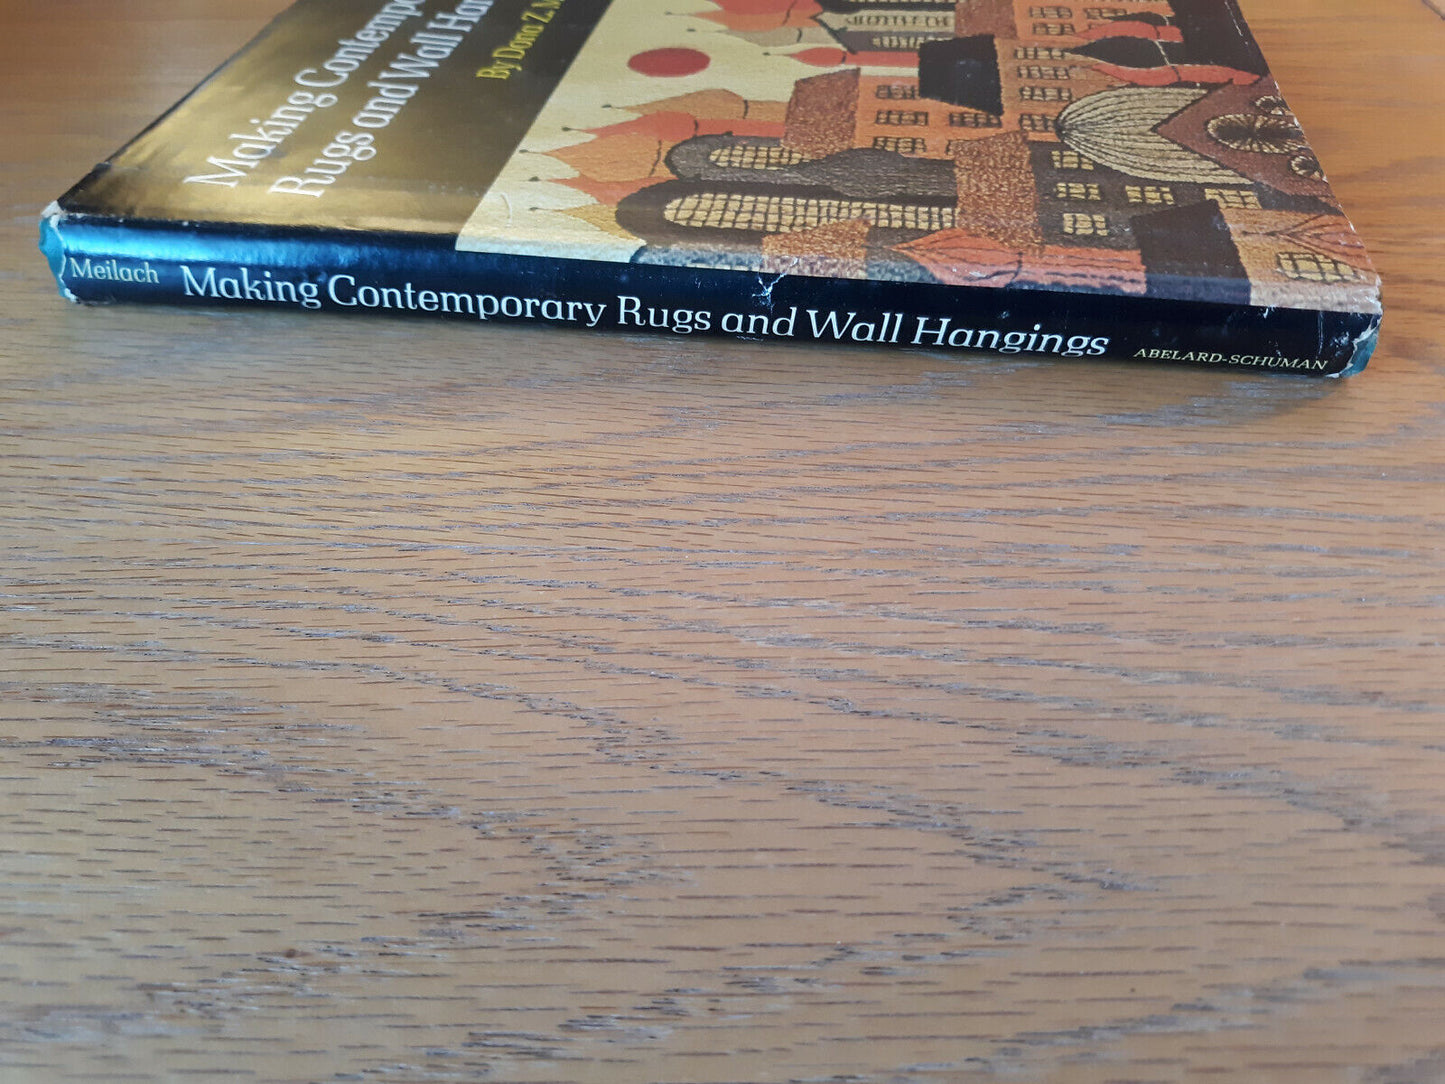 Making Contempo
Rugs and Wall Han
By Dona Z. M
Meilach Making Contemporary Rugs and Wall Hangings ABELARD-SCHUMAN